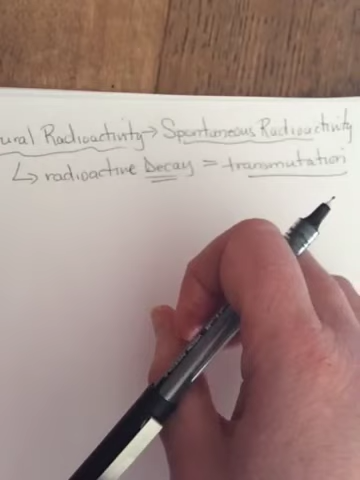 ural Radioactivity → Spontaneous Radioactivity
↳ radioactive Decay = transmutation